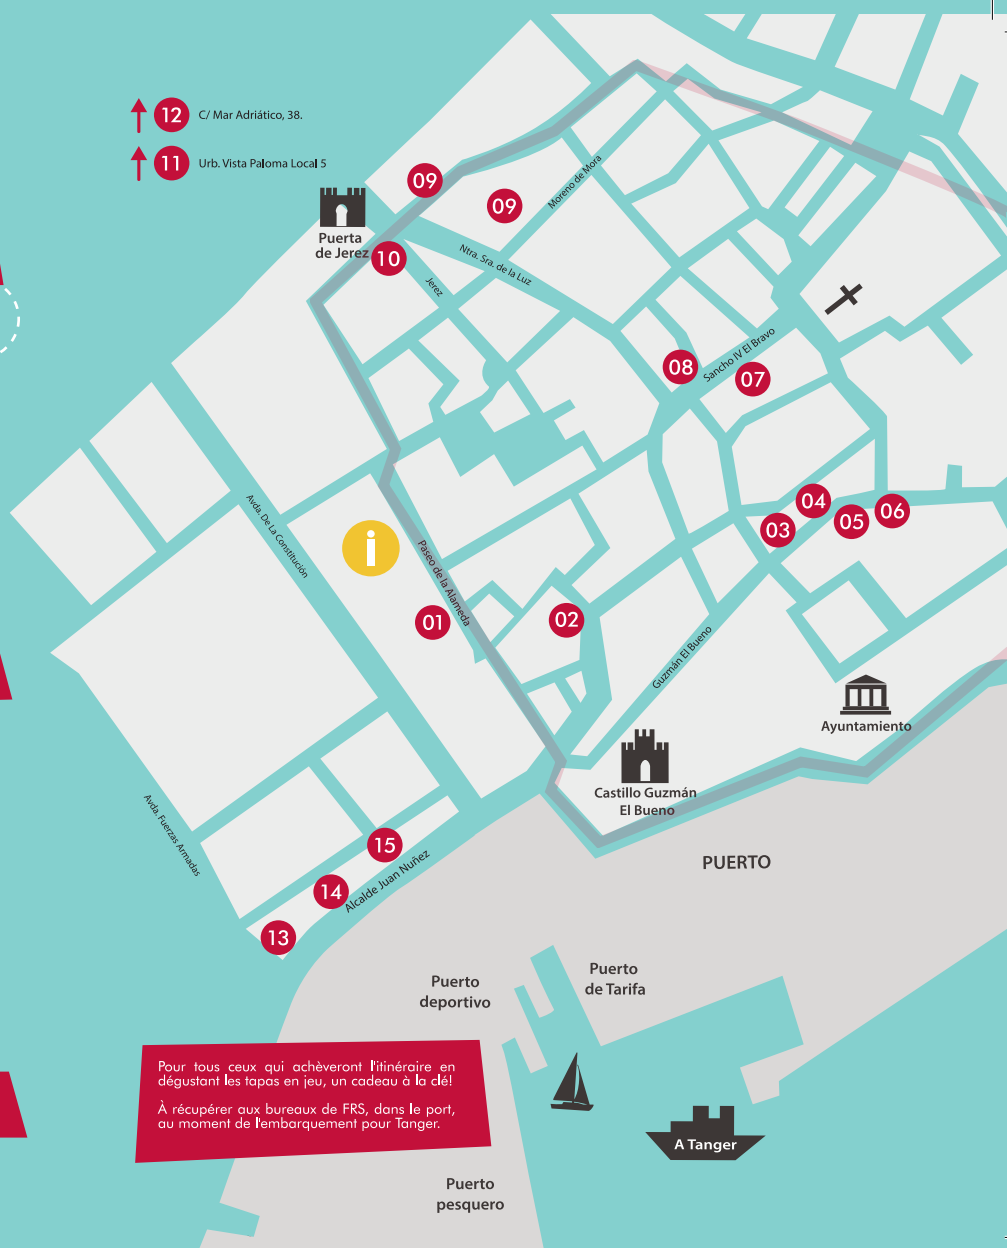 12 C/ Mar Adriático, 38.
11 Urb. Vista Paloma Local 5
09
Puerta
de Jerez
10
09
Moreno de Mora
Ntra. Sra. de la Luz
Jerez
08
Sancho IV El Bravo
07
Avda. De La Constitución
i
Paseo de la Alameda
01
02
03
04
05
06
Guzmán El Bueno
Ayuntamiento
Castillo Guzmán
El Bueno
Avda. Fuerzas Armadas
15
14
13
Alcalde Juan Nuñez
PUERTO
Puerto
deportivo
Puerto
de Tarifa
Pour tous ceux qui achèveront l'itinéraire en
dégustant les tapas en jeu, un cadeau à la clé!
À récupérer aux bureaux de FRS, dans le port,
au moment de l'embarquement pour Tanger.
A Tanger
Puerto
pesquero